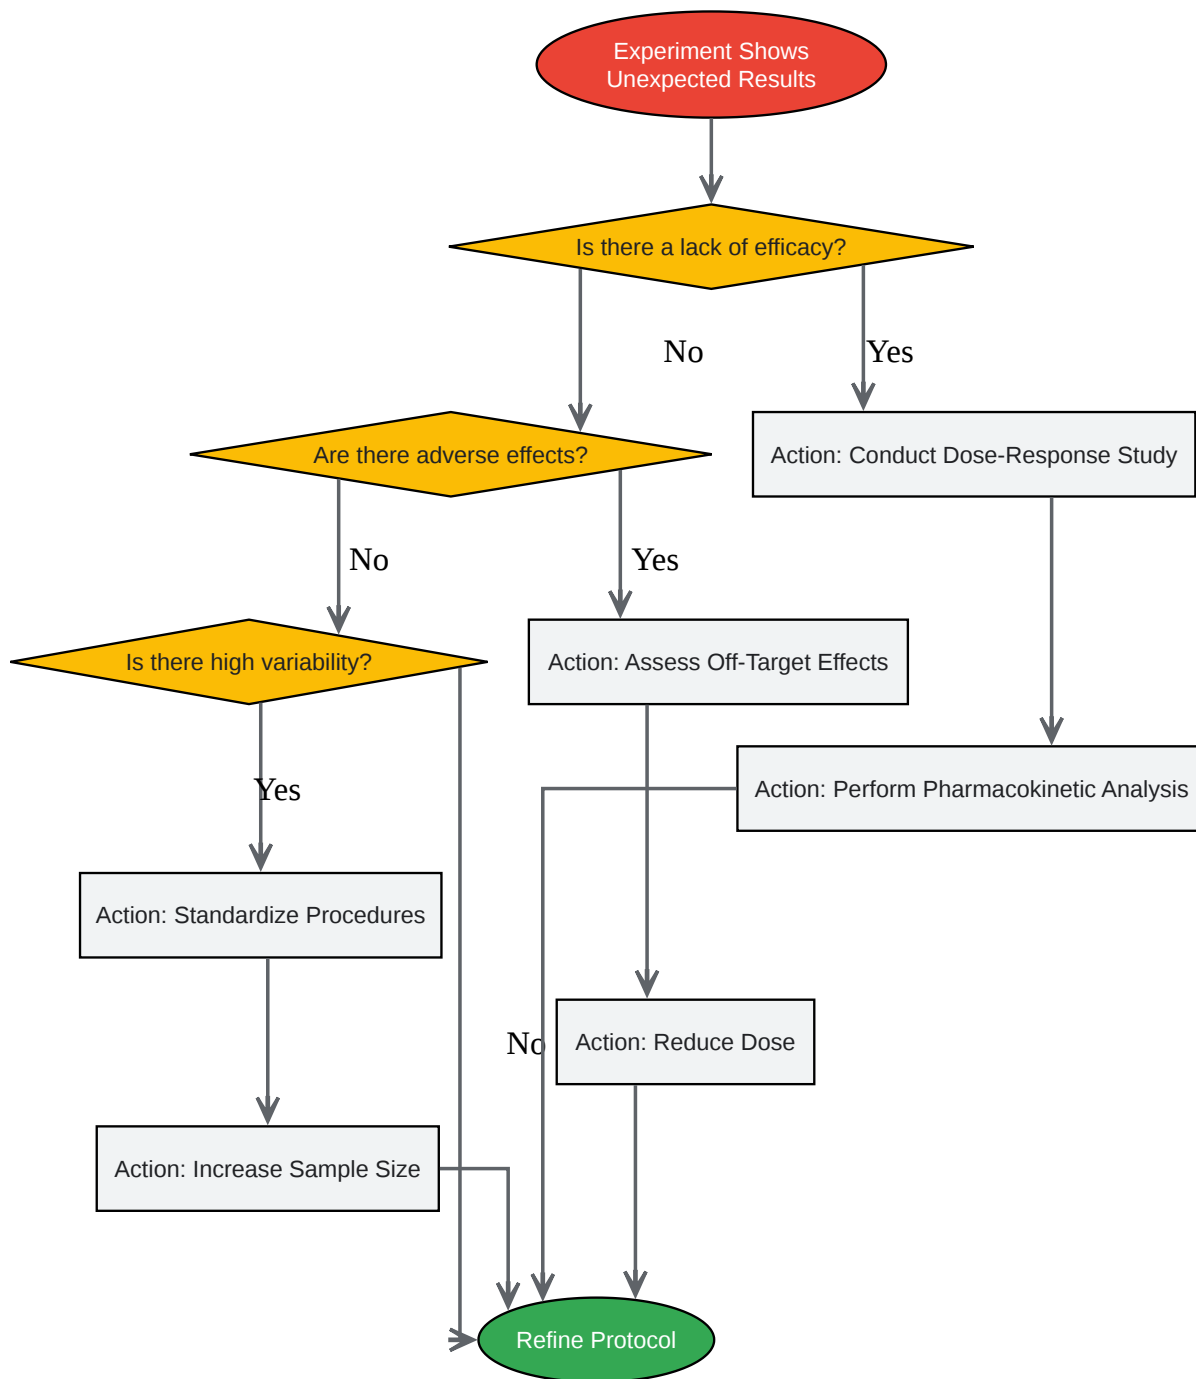 Experiment Shows
Unexpected Results
Is there a lack of efficacy?
No
Yes
Are there adverse effects?
Action: Conduct Dose-Response Study
No
Yes
Is there high variability?
Action: Assess Off-Target Effects
Yes
Action: Perform Pharmacokinetic Analysis
Action: Standardize Procedures
No
Action: Reduce Dose
Action: Increase Sample Size
Refine Protocol